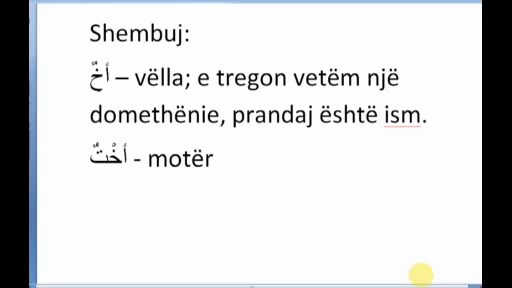 Shembuj:
أَخٌ – vëlla; e tregon vetëm një
domethënie, prandaj është ism.
أُخْتٌ - motër